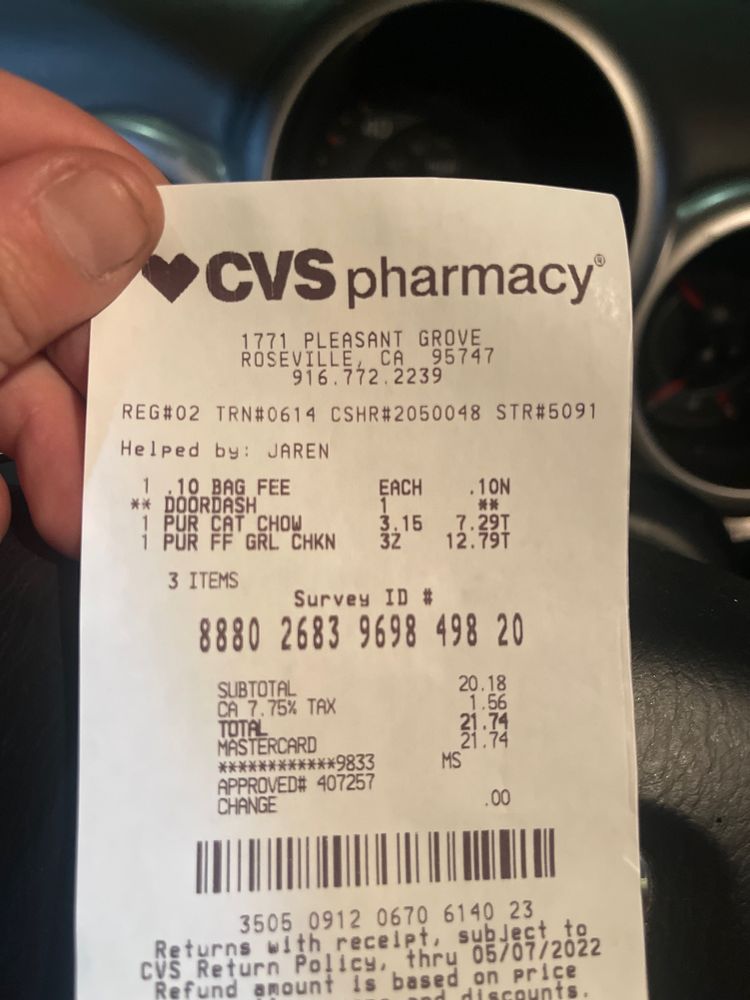 CVS pharmacy®
1771 PLEASANT GROVE
ROSEVILLE, CA 95747
916.772.2239
REG#02 TRN#0614 CSHR#2050048 STR#5091
Helped by: JAREN
1 .10 BAG FEE EACH .10N
** DOORDASH 1 **
1 PUR CAT CHOW 3.15 7.29T
1 PUR FF GRL CHKN 3Z 12.79T
3 ITEMS
Survey ID #
8880 2683 9698 498 20
SUBTOTAL 20.18
CA 7.75% TAX 1.56
TOTAL 21.74
MASTERCARD 21.74
************9833 MS
APPROVED# 407257
CHANGE .00
3505 0912 0670 6140 23
Returns with receipt, subject to
CVS Return Policy, thru 05/07/2022
Refund amount is based on price
and discounts.